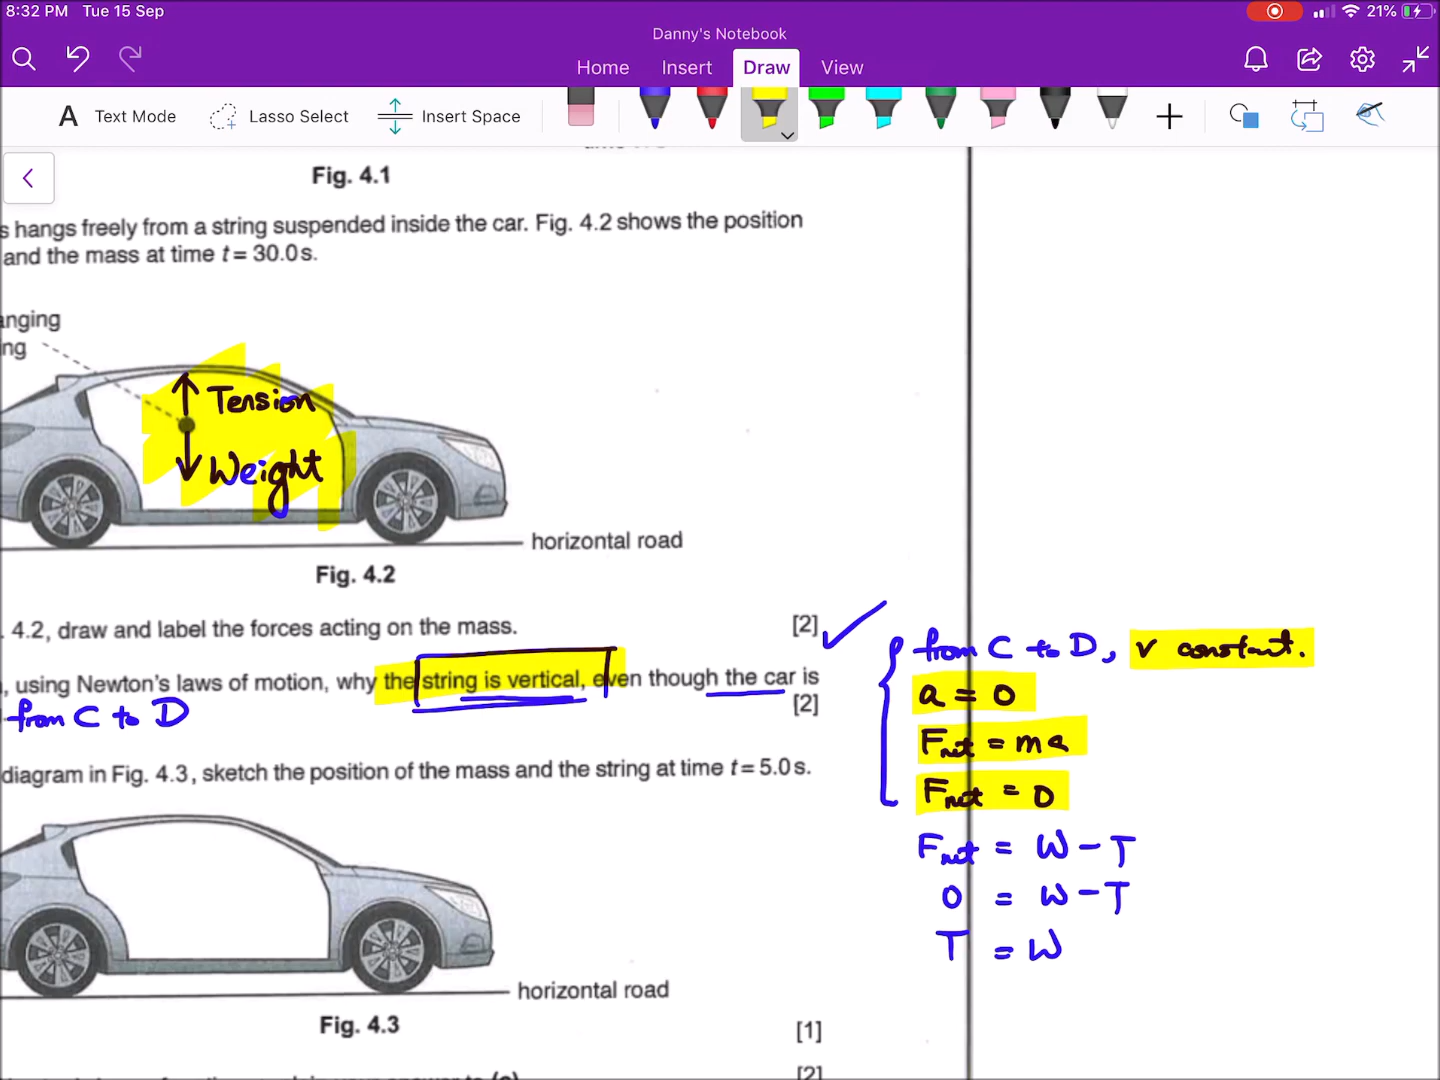 8:32 PM Tue 15 Sep
21%
Danny's Notebook
Home Insert Draw View
A Text Mode Lasso Select Insert Space
Fig. 4.1
s hangs freely from a string suspended inside the car. Fig. 4.2 shows the position
and the mass at time t = 30.0 s.
anging
ng
Tension
Weight
horizontal road
Fig. 4.2
. 4.2, draw and label the forces acting on the mass. [2]
, using Newton's laws of motion, why the string is vertical, even though the car is
from C to D [2]
diagram in Fig. 4.3, sketch the position of the mass and the string at time t = 5.0 s.
horizontal road
Fig. 4.3
[1]
[2]
from C to D, v constant.
a = 0
Fnet = ma
Fnet = 0
Fnet = W - T
0 = W - T
T = W